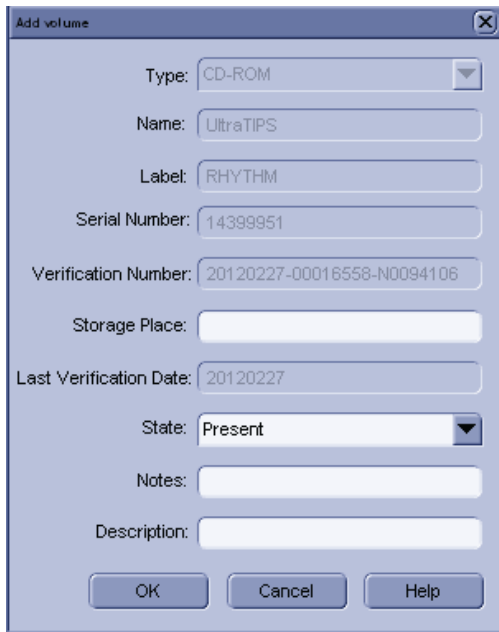 Add volume
Type: CD-ROM
Name: UltraTIPS
Label: RHYTHM
Serial Number: 14399951
Verification Number: 20120227-00016558-N0094106
Storage Place:
Last Verification Date: 20120227
State: Present
Notes:
Description:
OK Cancel Help